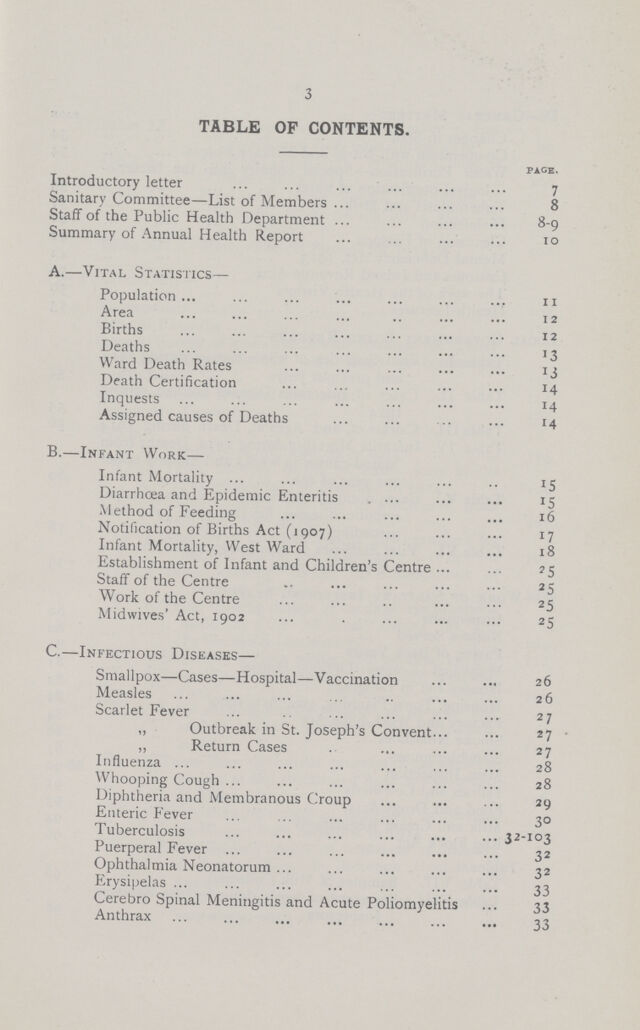 3
TABLE OF CONTENTS.
PAGE.
Introductory letter ... ... ... ... ... ... 7
Sanitary Committee—List of Members ... ... ... ... 8
Staff of the Public Health Department ... ... ... ... 8-9
Summary of Annual Health Report ... ... ... ... 10
A.—Vital Statistics—
Population ... ... ... ... ... ... ... 11
Area ... ... ... ... .. ... ... 12
Births ... ... ... ... ... ... ... 12
Deaths ... ... ... ... ... ... ... 13
Ward Death Rates ... ... ... ... ... 13
Death Certification ... ... ... ... ... 14
Inquests ... ... ... ... ... ... ... 14
Assigned causes of Deaths ... ... ... ... 14
B.—Infant Work—
Infant Mortality ... ... ... ... ... .. 15
Diarrhœa and Epidemic Enteritis . ... ... ... 15
Method of Feeding ... ... ... ... ... 16
Notification of Births Act (1907) ... ... ... 17
Infant Mortality, West Ward ... ... ... ... 18
Establishment of Infant and Children's Centre ... ... 25
Staff of the Centre .. ... ... ... ... 25
Work of the Centre ... ... .. ... ... 25
Midwives' Act, 1902 ... . ... ... ... 25
C.—Infectious Diseases—
Smallpox—Cases—Hospital—Vaccination ... ... 26
Measles ... ... ... ... .. ... ... 26
Scarlet Fever ... .. ... ... ... ... 27
„ Outbreak in St. Joseph's Convent... ... 27
„ Return Cases . ... ... ... 27
Influenza ... ... ... ... ... ... ... 28
Whooping Cough ... ... ... ... ... ... 28
Diphtheria and Membranous Croup ... ... ... 29
Enteric Fever ... ... ... ... ... ... 30
Tuberculosis ... ... ... ... ... ... 32-103
Puerperal Fever ... ... ... ... ... ... 32
Ophthalmia Neonatorum ... ... ... ... ... 32
Erysipelas ... ... ... ... ... ... ... 33
Cerebro Spinal Meningitis and Acute Poliomyelitis ... 33
Anthrax ... ... ... ... ... ... ... 33